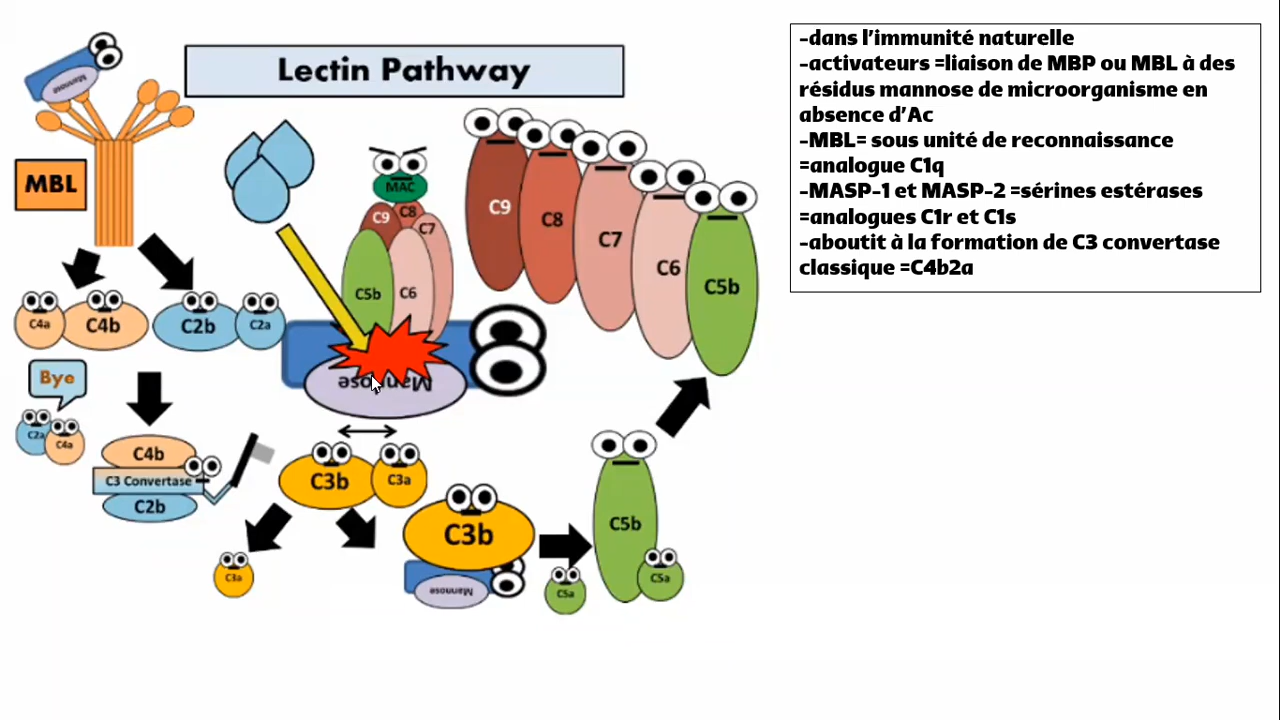 Lectin Pathway
Mannose
MBL
C4a
C4b
C2b
C2a
Bye
C2a
C4a
C4b
C3 Convertase
C2b
MAC
C9
C8
C7
C5b
C6
Mannose
C9
C8
C7
C6
C5b
C3b
C3a
C3a
C3b
Mannose
C5a
C5b
C5a
-dans l'immunité naturelle
-activateurs =liaison de MBP ou MBL à des
résidus mannose de microorganisme en
absence d'Ac
-MBL= sous unité de reconnaissance
=analogue C1q
-MASP-1 et MASP-2 =sérines estérases
=analogues C1r et C1s
-aboutit à la formation de C3 convertase
classique =C4b2a